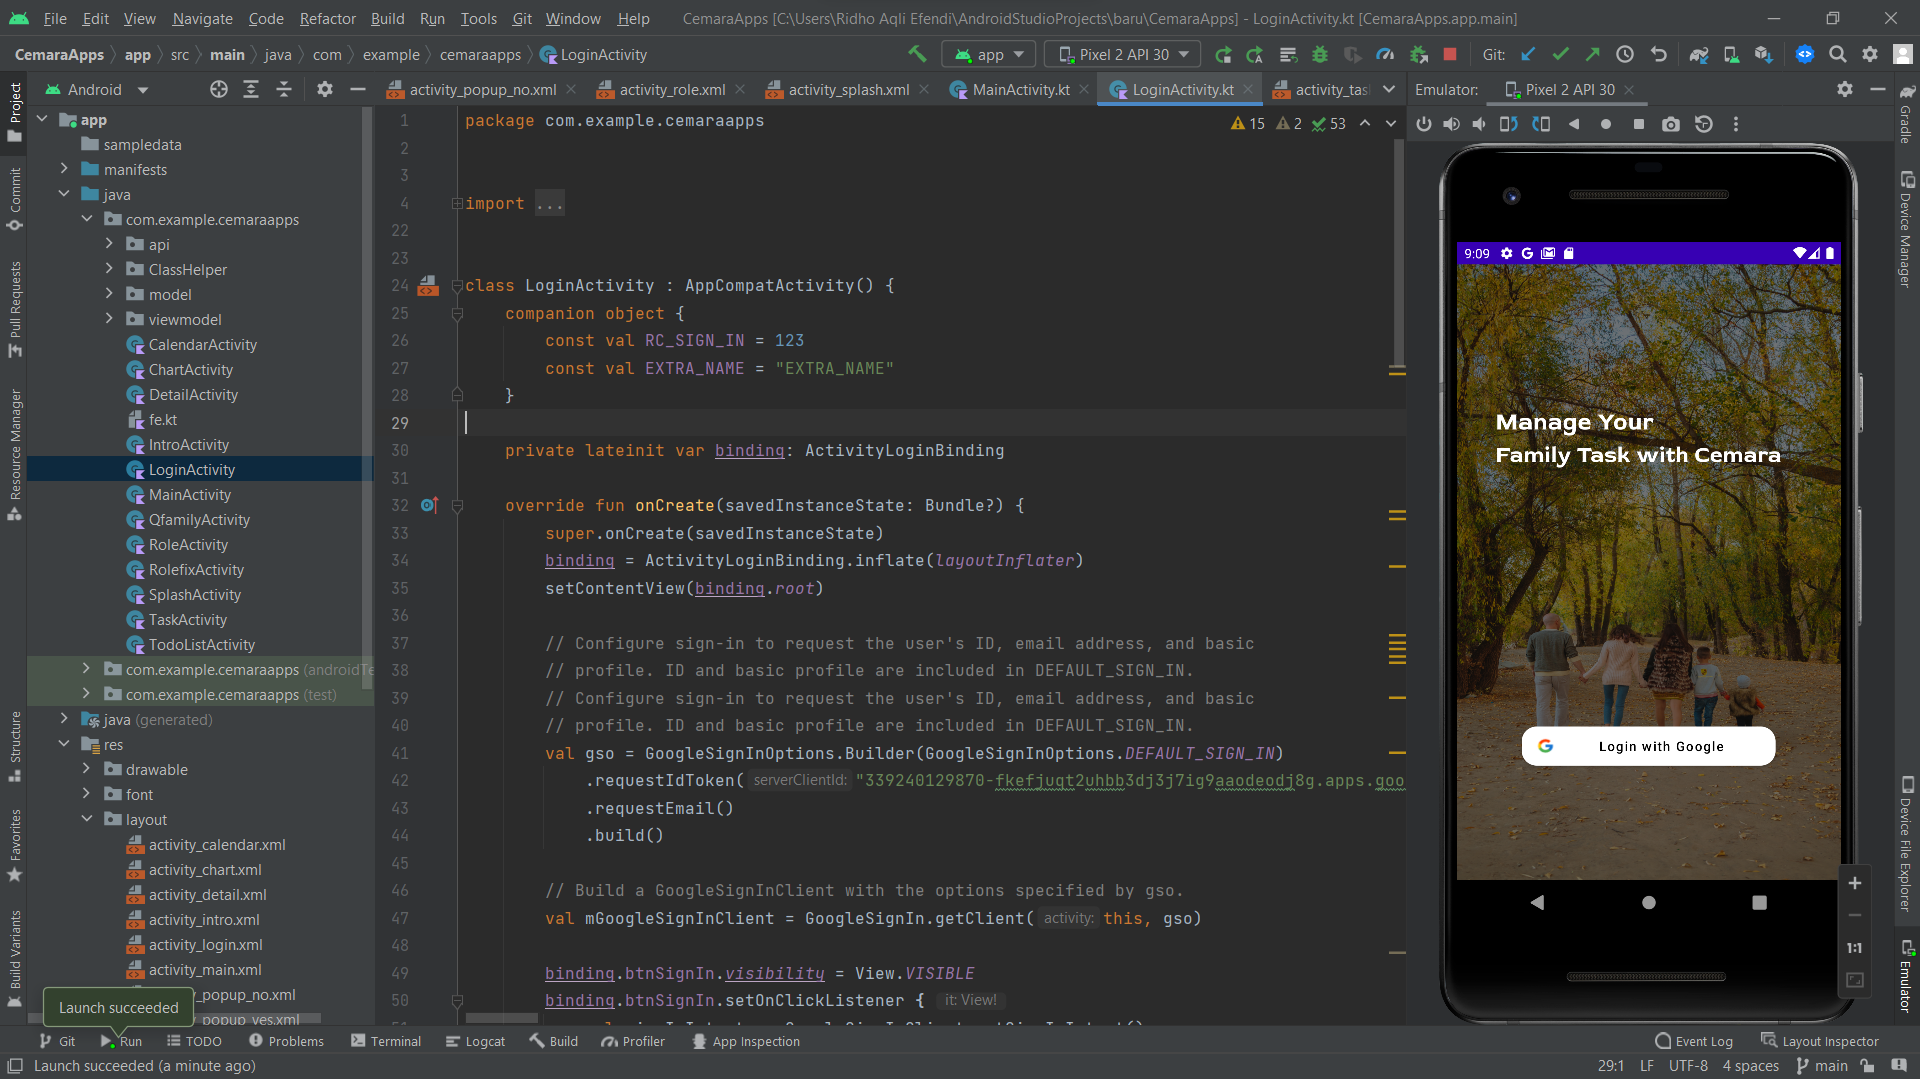 File Edit View Navigate Code Refactor Build Run Tools Git Window Help CemaraApps [C:\Users\Ridho Aqli Efendi\AndroidStudioProjects\baru\CemaraApps] - LoginActivity.kt [CemaraApps.app.main]
CemaraApps app src main java com example cemaraapps LoginActivity app Pixel 2 API 30 Git:
Android activity_popup_no.xml activity_role.xml activity_splash.xml MainActivity.kt LoginActivity.kt activity_tas Emulator: Pixel 2 API 30
Project
Commit
Pull Requests
Resource Manager
Structure
Favorites
Build Variants
app
sampledata
manifests
java
com.example.cemaraapps
api
ClassHelper
model
viewmodel
CalendarActivity
ChartActivity
DetailActivity
fe.kt
IntroActivity
LoginActivity
MainActivity
QfamilyActivity
RoleActivity
RolefixActivity
SplashActivity
TaskActivity
TodoListActivity
com.example.cemaraapps (androidTe
com.example.cemaraapps (test)
java (generated)
res
drawable
font
layout
activity_calendar.xml
activity_chart.xml
activity_detail.xml
activity_intro.xml
activity_login.xml
activity_main.xml
_popup_no.xml
_popup_yes.xml
Launch succeeded
15 2 53
1 package com.example.cemaraapps
2
3
4 import ...
22
23
24 class LoginActivity : AppCompatActivity() {
25 companion object {
26 const val RC_SIGN_IN = 123
27 const val EXTRA_NAME = "EXTRA_NAME"
28 }
29
30 private lateinit var binding: ActivityLoginBinding
31
32 override fun onCreate(savedInstanceState: Bundle?) {
33 super.onCreate(savedInstanceState)
34 binding = ActivityLoginBinding.inflate(layoutInflater)
35 setContentView(binding.root)
36
37 // Configure sign-in to request the user's ID, email address, and basic
38 // profile. ID and basic profile are included in DEFAULT_SIGN_IN.
39 // Configure sign-in to request the user's ID, email address, and basic
40 // profile. ID and basic profile are included in DEFAULT_SIGN_IN.
41 val gso = GoogleSignInOptions.Builder(GoogleSignInOptions.DEFAULT_SIGN_IN)
42 .requestIdToken( serverClientId: "339240129870-fkefjuqt2uhbb3dj3j7ig9aaodeodj8g.apps.goo
43 .requestEmail()
44 .build()
45
46 // Build a GoogleSignInClient with the options specified by gso.
47 val mGoogleSignInClient = GoogleSignIn.getClient( activity: this, gso)
48
49 binding.btnSignIn.visibility = View.VISIBLE
50 binding.btnSignIn.setOnClickListener { it: View!
9:09
Manage Your
Family Task with Cemara
Login with Google
1:1
Gradle
Device Manager
Device File Explorer
Emulator
Git Run TODO Problems Terminal Logcat Build Profiler App Inspection Event Log Layout Inspector
Launch succeeded (a minute ago) 29:1 LF UTF-8 4 spaces main